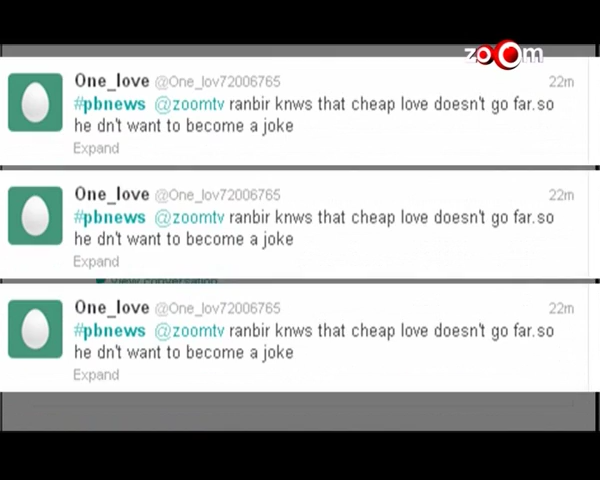 zoOm
One_love @One_lov72006765 22m
#pbnews @zoomtv ranbir knws that cheap love doesn't go far.so
he dn't want to become a joke
Expand
One_love @One_lov72006765 22m
#pbnews @zoomtv ranbir knws that cheap love doesn't go far.so
he dn't want to become a joke
Expand
View conversation
One_love @One_lov72006765 22m
#pbnews @zoomtv ranbir knws that cheap love doesn't go far.so
he dn't want to become a joke
Expand